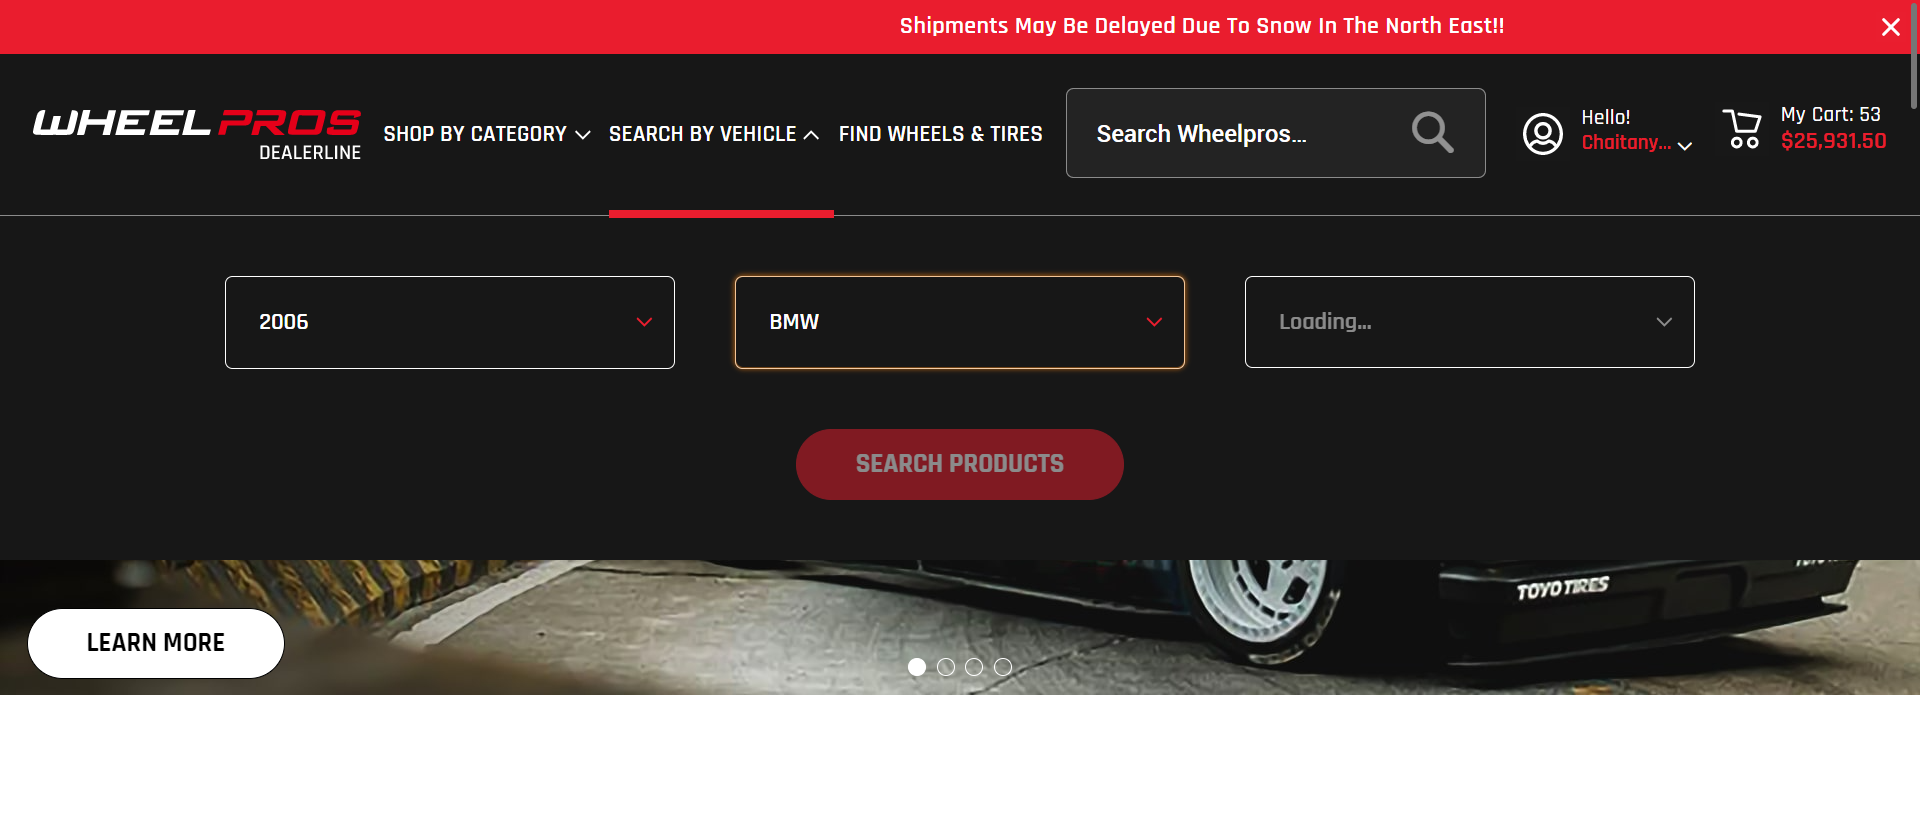 Shipments May Be Delayed Due To Snow In The North East!!
WHEEL PROS
DEALERLINE
SHOP BY CATEGORY
SEARCH BY VEHICLE
FIND WHEELS & TIRES
Search Wheelpros...
Hello!
Chaitany...
My Cart: 53
$25,931.50
2006
BMW
Loading...
SEARCH PRODUCTS
TOYO TIRES
LEARN MORE